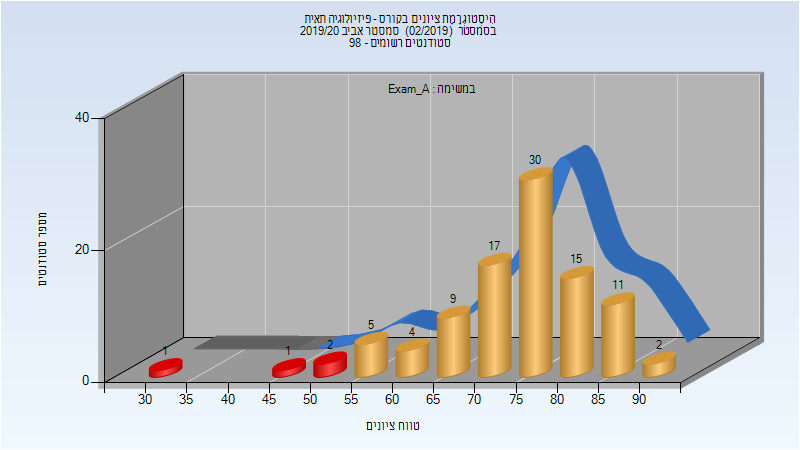 היסטוגרמת ציונים בקורס - פיזיולוגיה תאית
בסמסטר (02/2019) סמסטר אביב 2019/20
סטודנטים רשומים - 98
במשימה : Exam_A
מספר סטודנטים
40
20
0
1
1
2
5
4
9
17
30
15
11
2
30 35 40 45 50 55 60 65 70 75 80 85 90
טווח ציונים